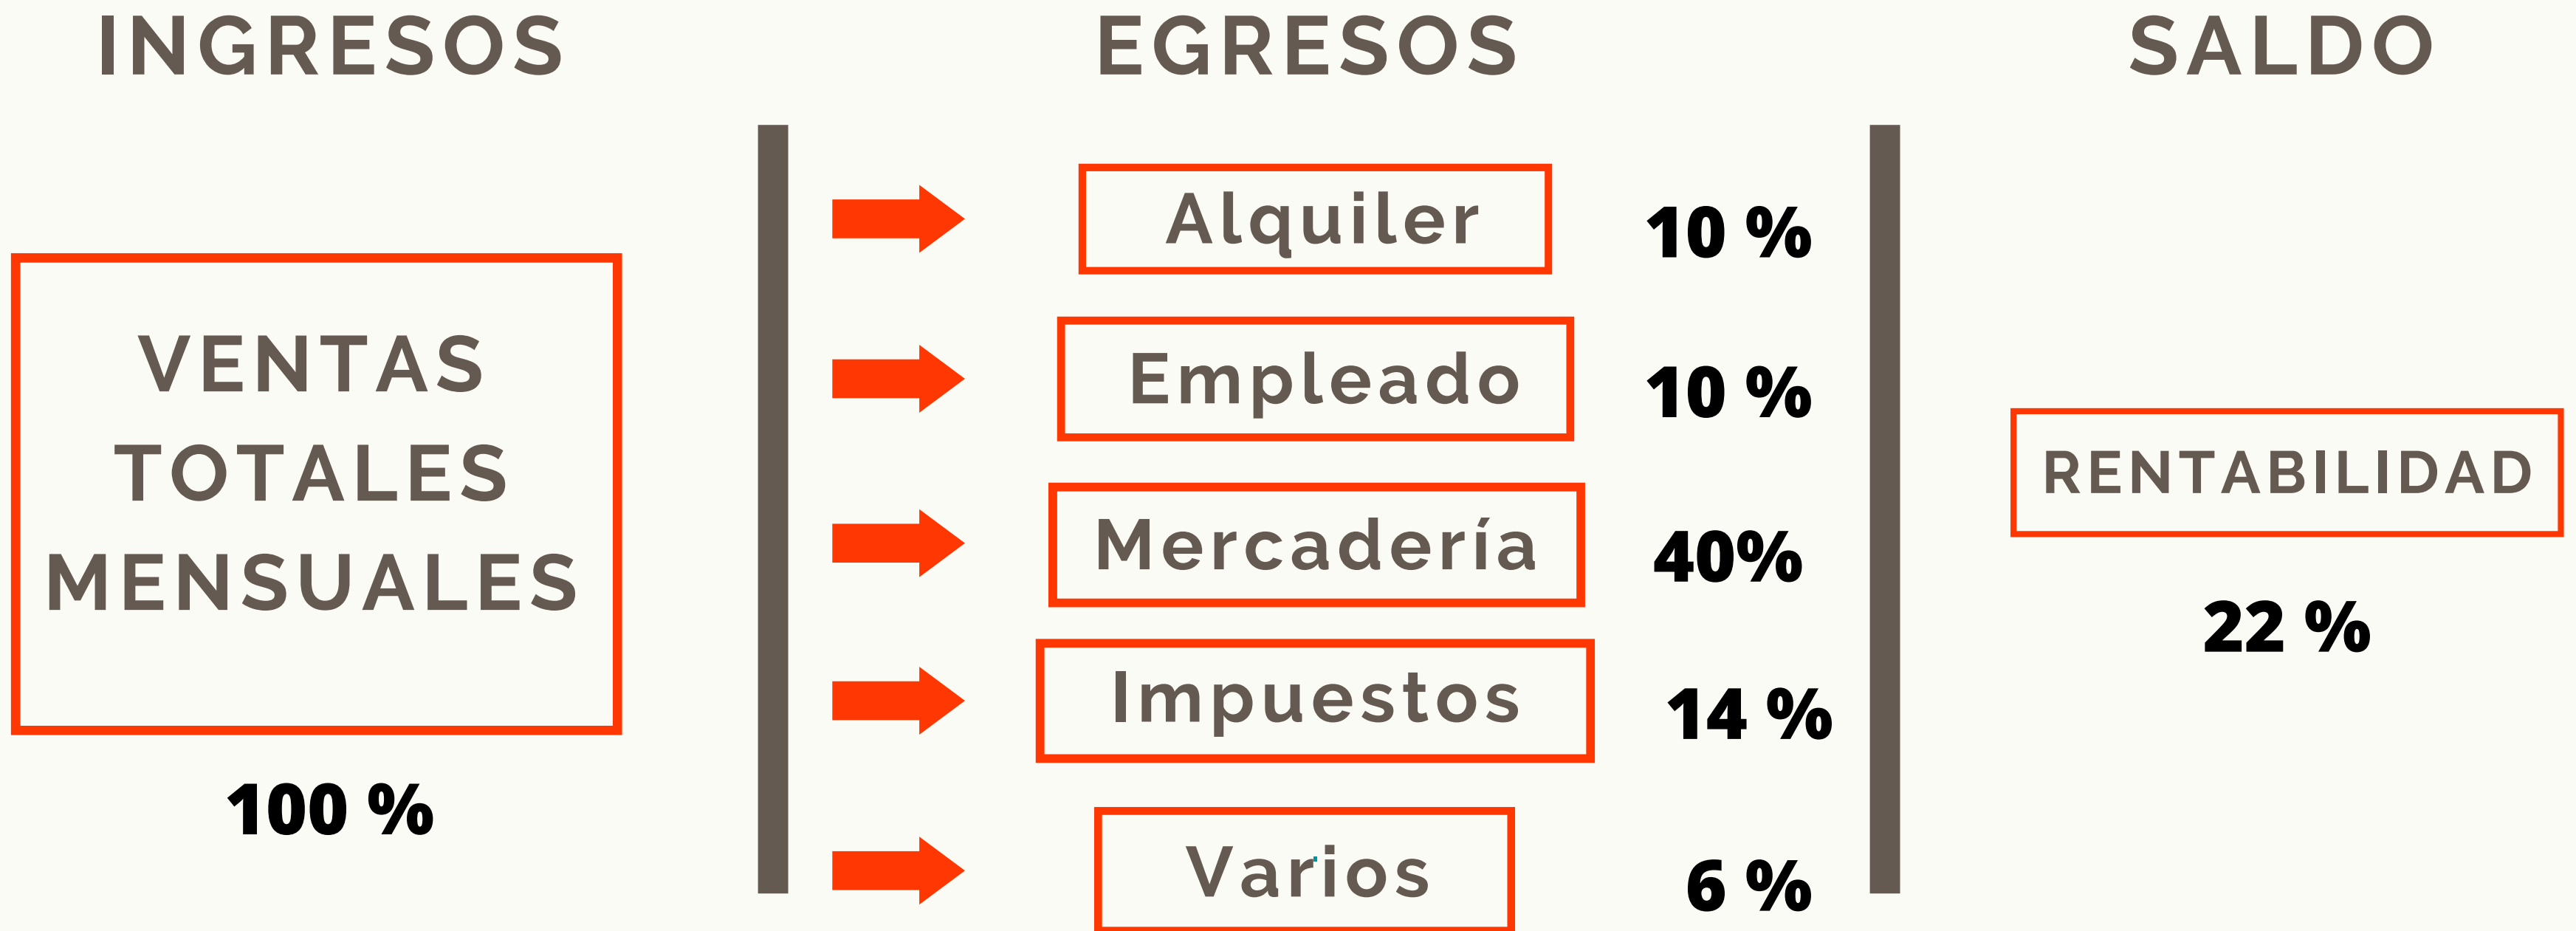 INGRESOS
EGRESOS
SALDO
VENTAS
TOTALES
MENSUALES
100 %
Alquiler
10 %
Empleado
10 %
Mercadería
40%
Impuestos
14 %
Varios
6 %
RENTABILIDAD
22 %